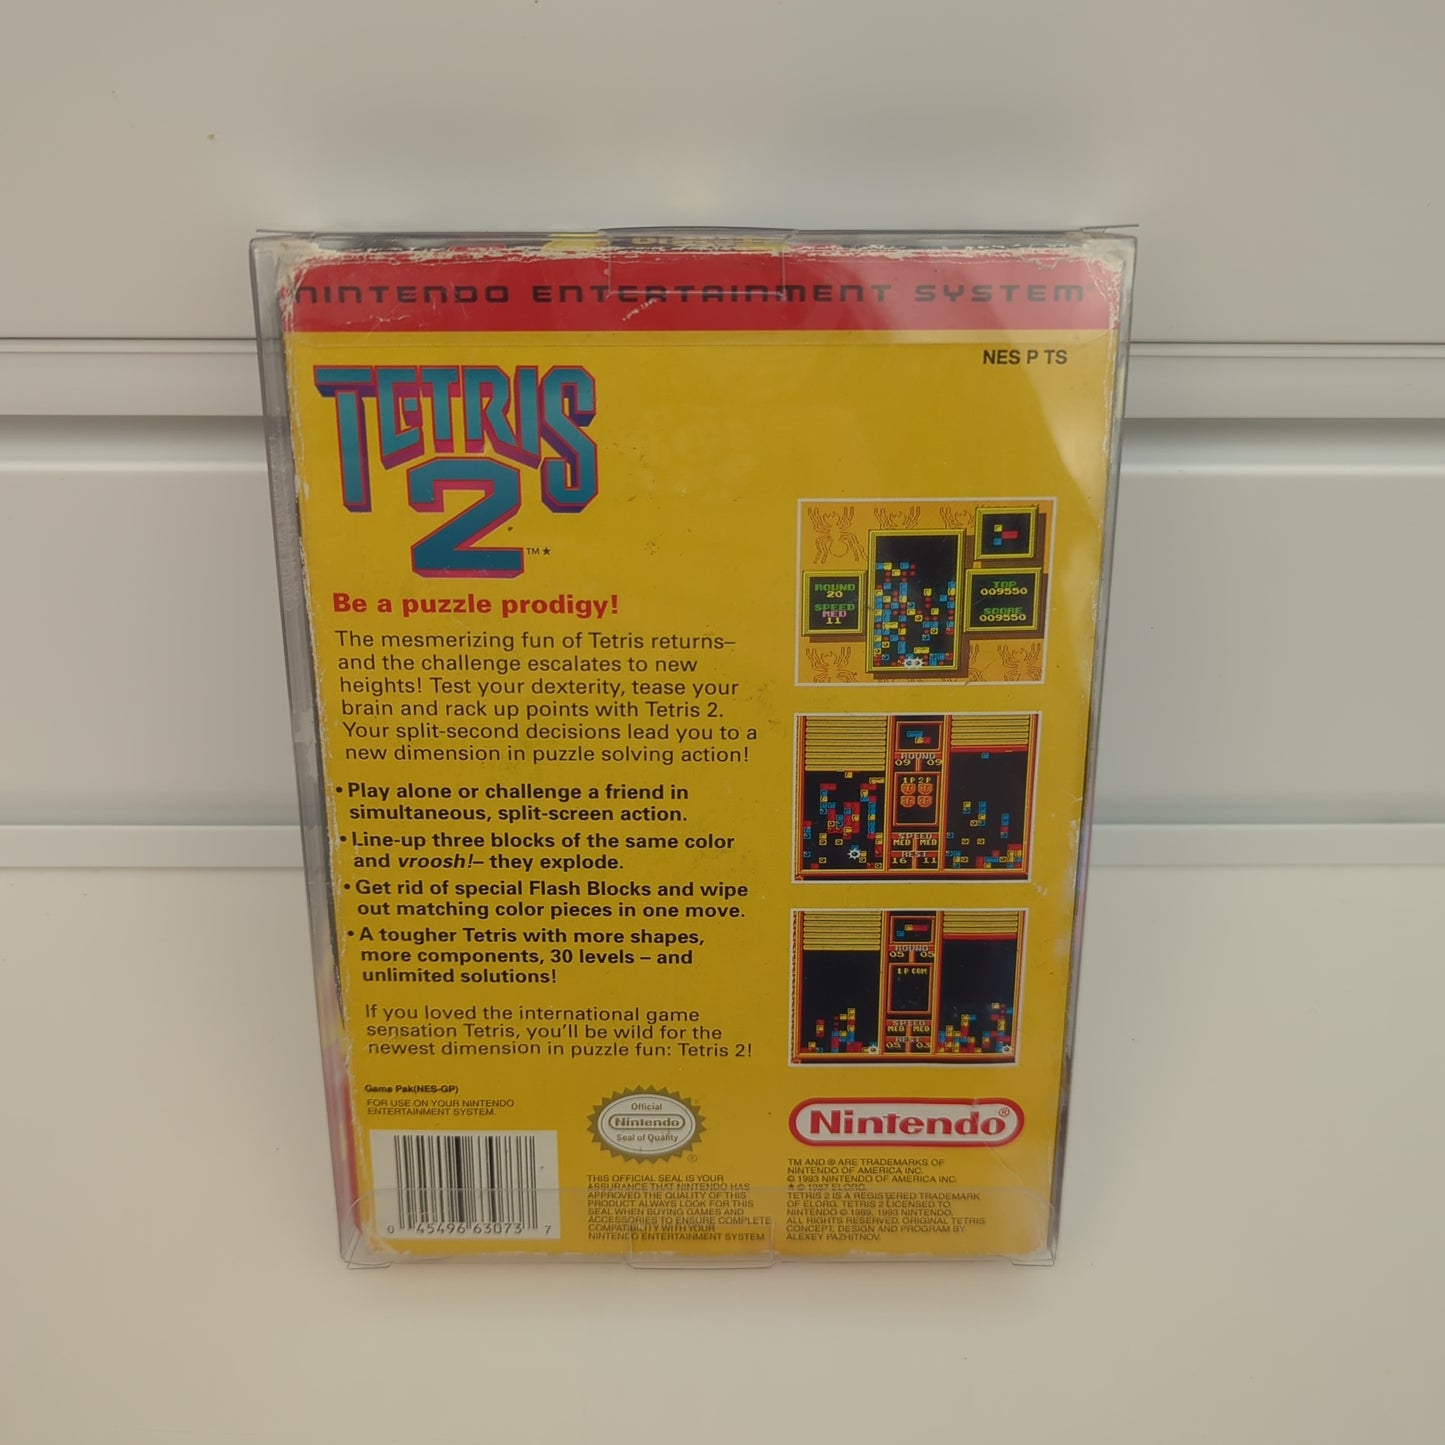 NINTENDO ENTERTAINMENT SYSTEM
NES P TS
TETRIS
2
™★
Be a puzzle prodigy!
The mesmerizing fun of Tetris returns–
and the challenge escalates to new
heights! Test your dexterity, tease your
brain and rack up points with Tetris 2.
Your split-second decisions lead you to a
new dimension in puzzle solving action!
• Play alone or challenge a friend in
simultaneous, split-screen action.
• Line-up three blocks of the same color
and vroosh!– they explode.
• Get rid of special Flash Blocks and wipe
out matching color pieces in one move.
• A tougher Tetris with more shapes,
more components, 30 levels – and
unlimited solutions!
If you loved the international game
sensation Tetris, you'll be wild for the
newest dimension in puzzle fun: Tetris 2!
ROUND
20
SPEED
MED
11
TOP
009550
SCORE
009550
ROUND
09 09
1P 2P
SPEED
MED MED
REST
16 11
ROUND
05 05
1P COM
SPEED
MED MED
REST
05 03
Game Pak(NES-GP)
FOR USE ON YOUR NINTENDO
ENTERTAINMENT SYSTEM.
0 45496 63073 7
Official
Nintendo
Seal of Quality
®
THIS OFFICIAL SEAL IS YOUR
ASSURANCE THAT NINTENDO HAS
APPROVED THE QUALITY OF THIS
PRODUCT. ALWAYS LOOK FOR THIS
SEAL WHEN BUYING GAMES AND
ACCESSORIES TO ENSURE COMPLETE
COMPATIBILITY WITH YOUR
NINTENDO ENTERTAINMENT SYSTEM.
Nintendo®
TM AND ® ARE TRADEMARKS OF
NINTENDO OF AMERICA INC.
© 1993 NINTENDO OF AMERICA INC.
★ © 1987 ELORG.
TETRIS 2 IS A REGISTERED TRADEMARK
OF ELORG. TETRIS 2 LICENSED TO
NINTENDO © 1989, 1993 NINTENDO.
ALL RIGHTS RESERVED. ORIGINAL TETRIS
CONCEPT, DESIGN AND PROGRAM BY
ALEXEY PAZHITNOV.